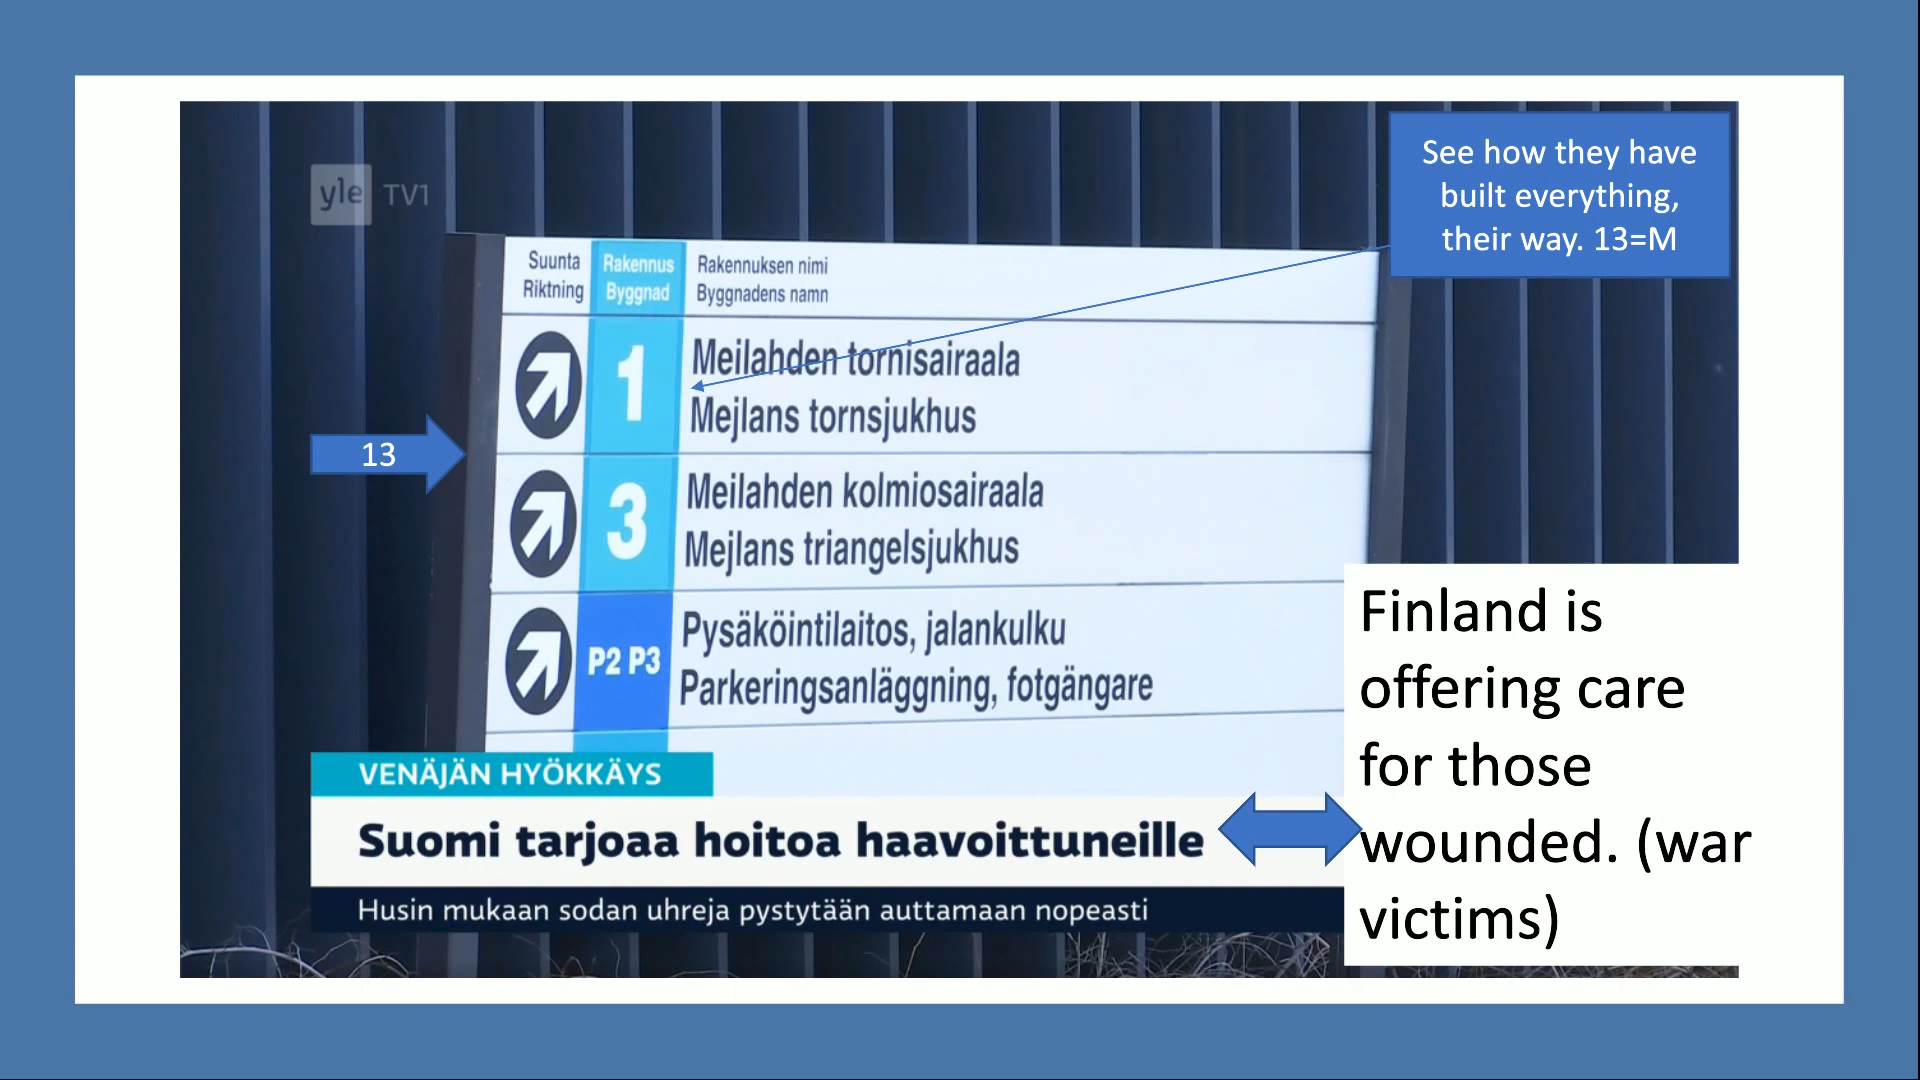 See how they have
built everything,
their way. 13=M
yle TV1
Suunta
Riktning
Rakennus
Byggnad
Rakennuksen nimi
Byggnadens namn
1
Meilahden tornisairaala
Mejlans tornsjukhus
13
3
Meilahden kolmiosairaala
Mejlans triangelsjukhus
P2 P3
Pysäköintilaitos, jalankulku
Parkeringsanläggning, fotgängare
VENÄJÄN HYÖKKÄYS
Suomi tarjoaa hoitoa haavoittuneille
Husin mukaan sodan uhreja pystytään auttamaan nopeasti
Finland is
offering care
for those
wounded. (war
victims)